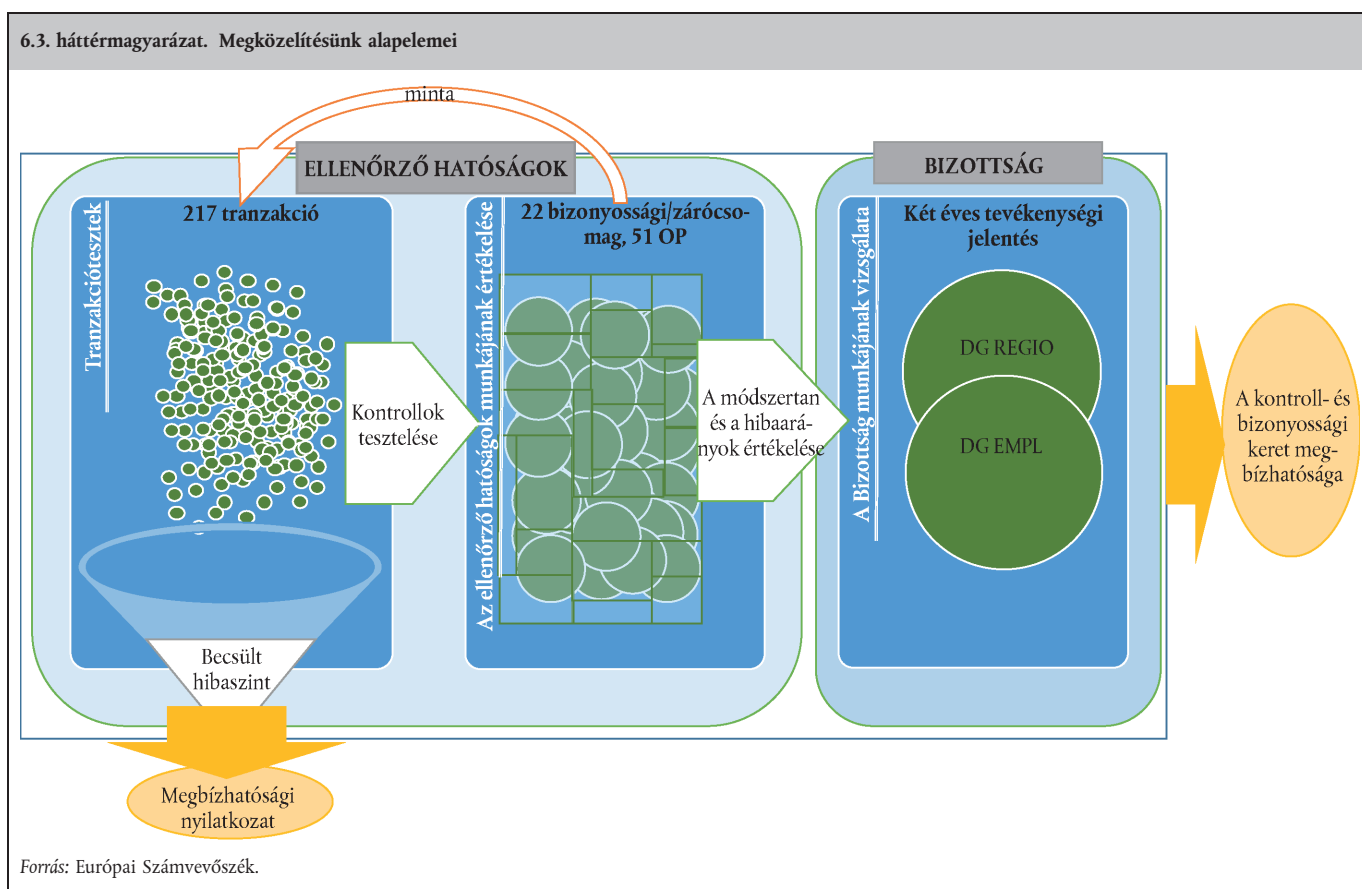 6.3. háttérmagyarázat. Megközelítésünk alapelemei
minta
ELLENŐRZŐ HATÓSÁGOK
BIZOTTSÁG
Tranzakciótesztek
217 tranzakció
Az ellenőrző hatóságok munkájának értékelése
22 bizonyossági/zárócso-
mag, 51 OP
A Bizottság munkájának vizsgálata
Két éves tevékenységi
jelentés
Kontrollok
tesztelése
A módszertan
és a hibaará-
nyok értékelése
DG REGIO
DG EMPL
A kontroll- és
bizonyossági
keret meg-
bízhatósága
Becsült
hibaszint
Megbízhatósági
nyilatkozat
Forrás: Európai Számvevőszék.